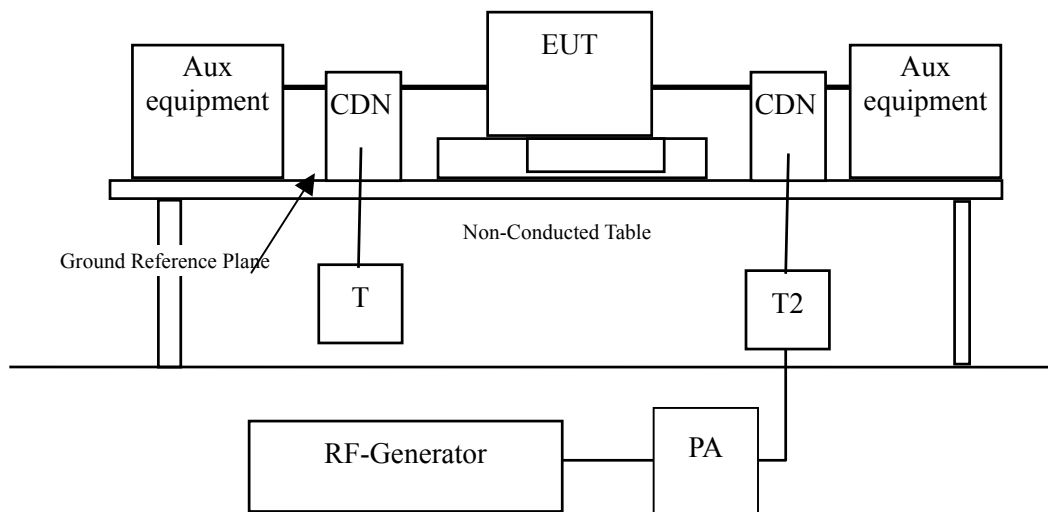 EUT
Aux
equipment
CDN
CDN
Aux
equipment
Non-Conducted Table
Ground Reference Plane
T
T2
RF-Generator
PA